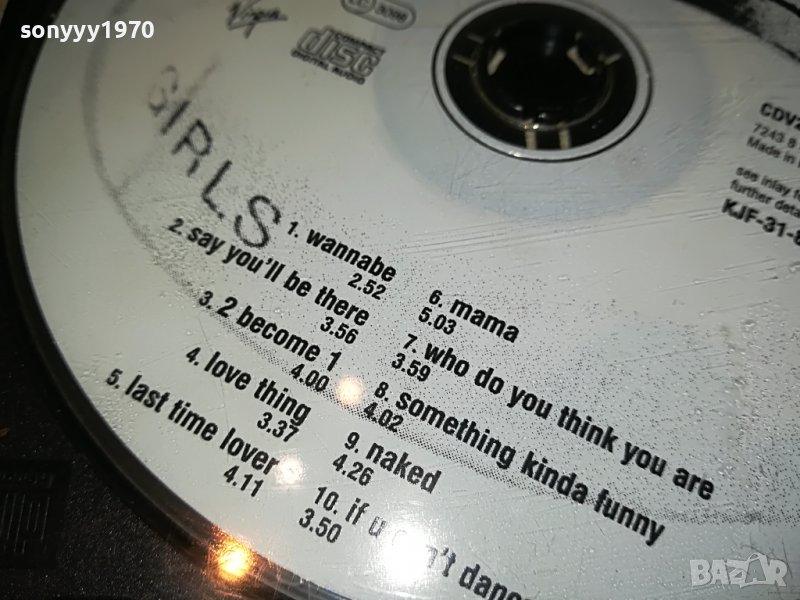 sonyyy1970
Virgin
COMPACT
disc
DIGITAL AUDIO
GIRLS
CDV2
7243 8
Made in
see inlay f
further deta
KJF-31-8
1. wannabe
2.52
2. say you'll be there
3.56
3. 2 become 1
4.00
4. love thing
3.37
5. last time lover
4.11
6. mama
5.03
7. who do you think you are
3.59
8. something kinda funny
4.02
9. naked
4.26
10. if u can't dance
3.50
BAZAR